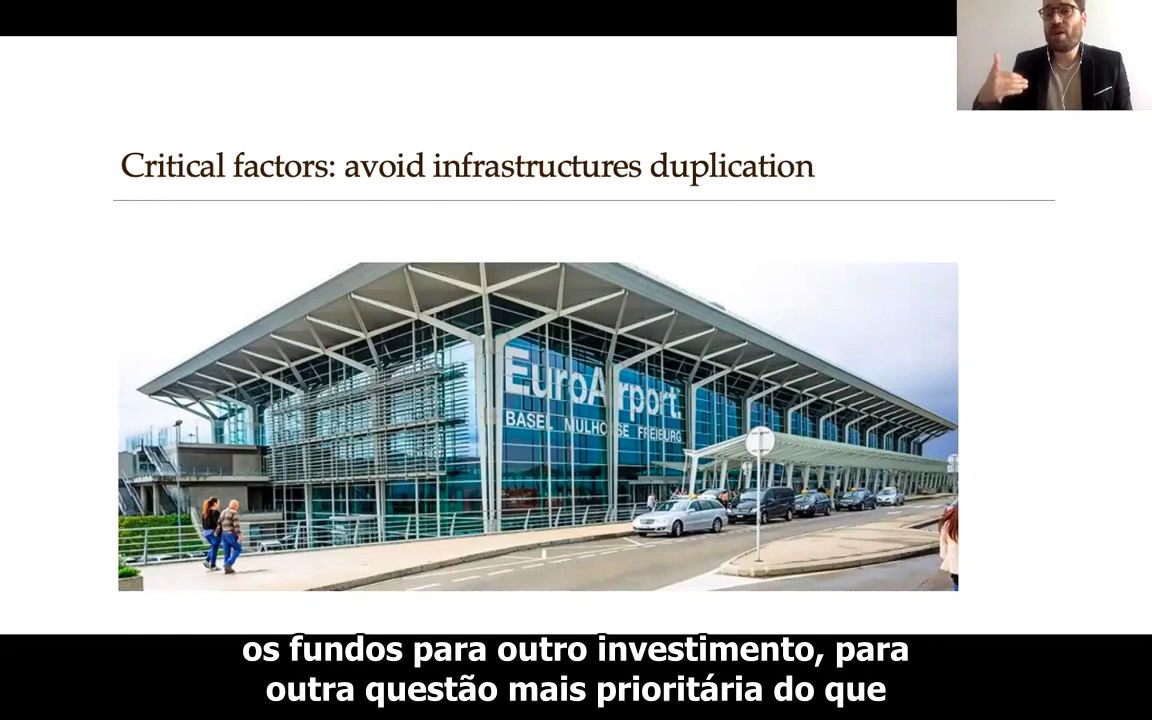 Critical factors: avoid infrastructures duplication
EuroAirport.
BASEL MULHOUSE FREIBURG
os fundos para outro investimento, para
outra questão mais prioritária do que